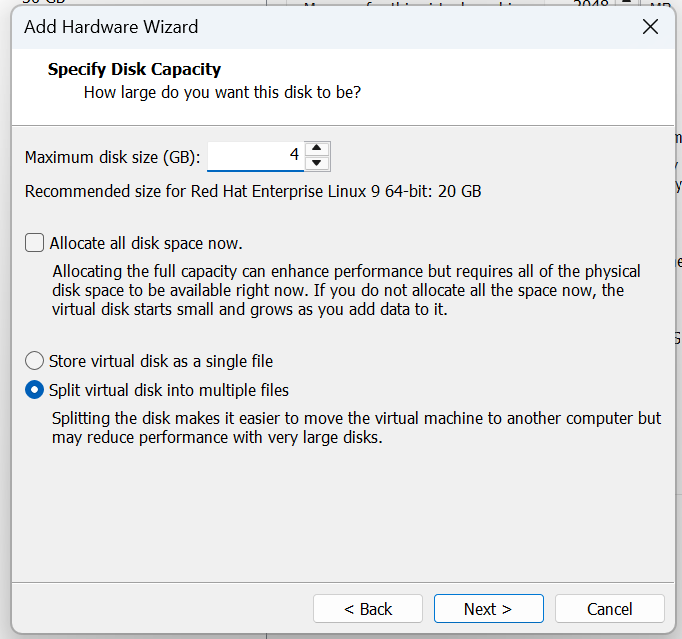 30 GB
2048
Add Hardware Wizard
Specify Disk Capacity
How large do you want this disk to be?
Maximum disk size (GB): 4
Recommended size for Red Hat Enterprise Linux 9 64-bit: 20 GB
Allocate all disk space now.
Allocating the full capacity can enhance performance but requires all of the physical
disk space to be available right now. If you do not allocate all the space now, the
virtual disk starts small and grows as you add data to it.
Store virtual disk as a single file
Split virtual disk into multiple files
Splitting the disk makes it easier to move the virtual machine to another computer but
may reduce performance with very large disks.
< Back
Next >
Cancel